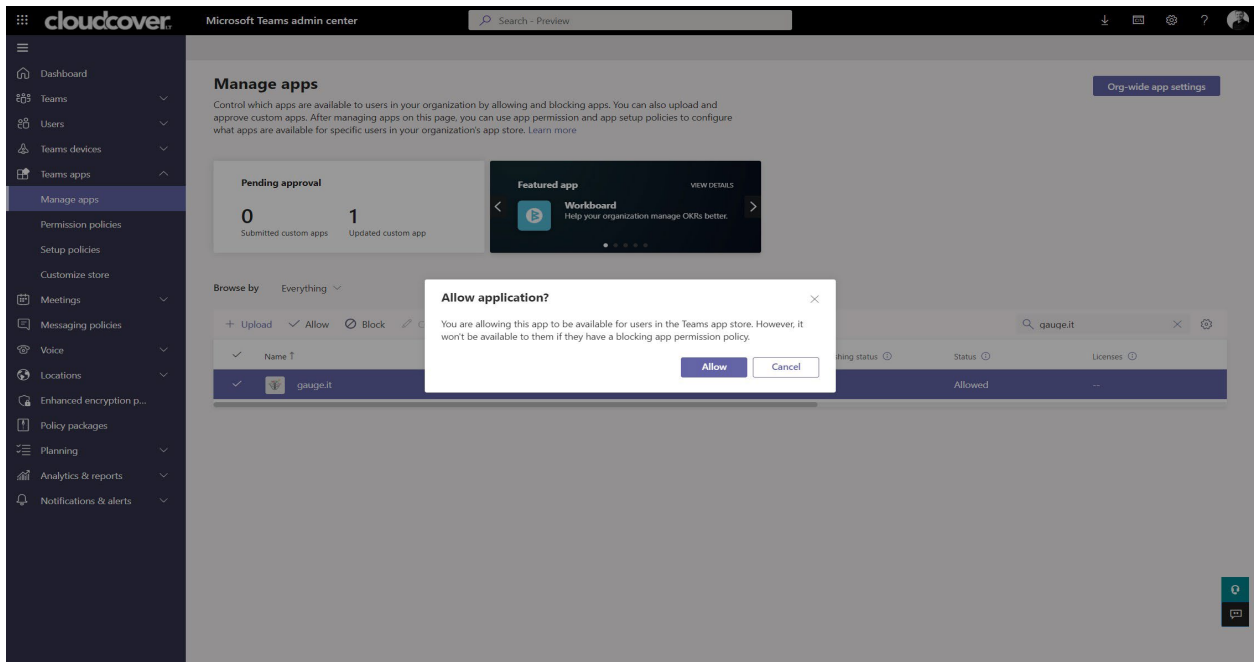 cloudcover.IT
Microsoft Teams admin center
Search - Preview
Dashboard
Teams
Users
Teams devices
Teams apps
Manage apps
Permission policies
Setup policies
Customize store
Meetings
Messaging policies
Voice
Locations
Enhanced encryption p...
Policy packages
Planning
Analytics & reports
Notifications & alerts
Manage apps
Org-wide app settings
Control which apps are available to users in your organization by allowing and blocking apps. You can also upload and
approve custom apps. After managing apps on this page, you can use app permission and app setup policies to configure
what apps are available for specific users in your organization's app store. Learn more
Pending approval
0 1
Submitted custom apps Updated custom app
Featured app VIEW DETAILS
Workboard
Help your organization manage OKRs better.
Browse by Everything
Upload Allow Block
gauge.it
Name ↑ Status Licenses
gauge.it Allowed --
Allow application?
You are allowing this app to be available for users in the Teams app store. However, it
won't be available to them if they have a blocking app permission policy.
Allow Cancel